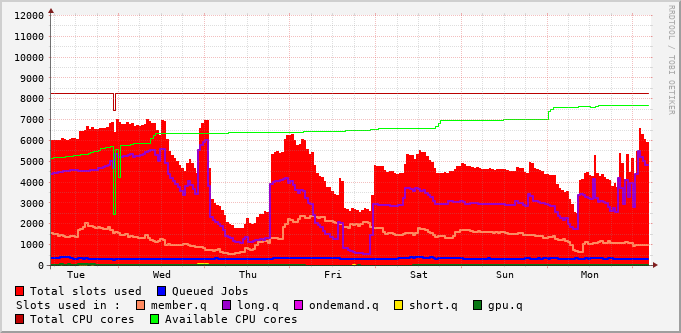 RRDTOOL / TOBI OETIKER
12000
11000
10000
9000
8000
7000
6000
5000
4000
3000
2000
1000
0
Tue Wed Thu Fri Sat Sun Mon
Total slots used Queued Jobs
Slots used in : member.q long.q ondemand.q short.q gpu.q
Total CPU cores Available CPU cores